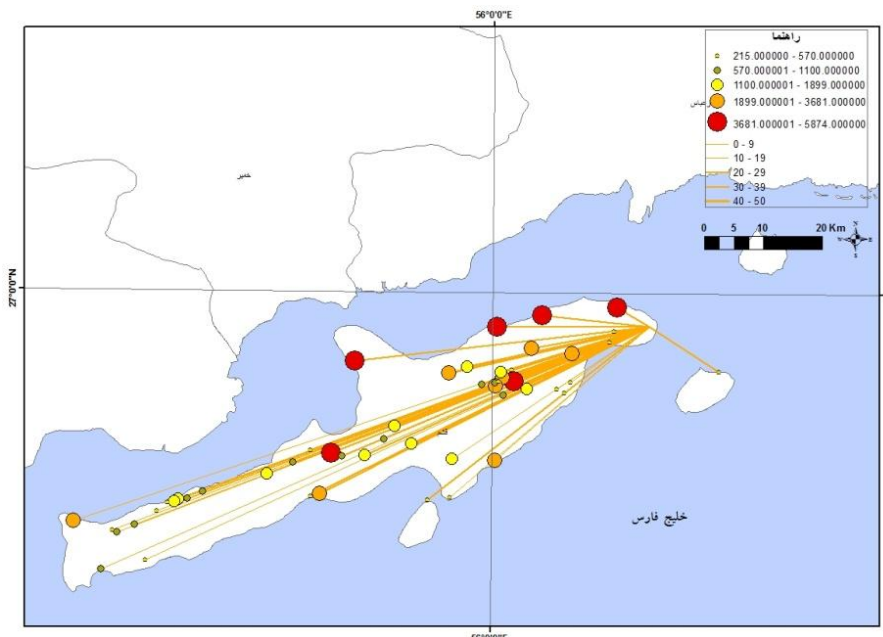 56°0'0"E
راهنما
215.000000 - 570.000000
570.000001 - 1100.000000
1100.000001 - 1899.000000
1899.000001 - 3681.000000
3681.000001 - 5874.000000
0 - 9
10 - 19
20 - 29
30 - 39
40 - 50
0 5 10 20 Km
N
W E
S
خمیر
27°0'0"N
قشم
خلیج فارس